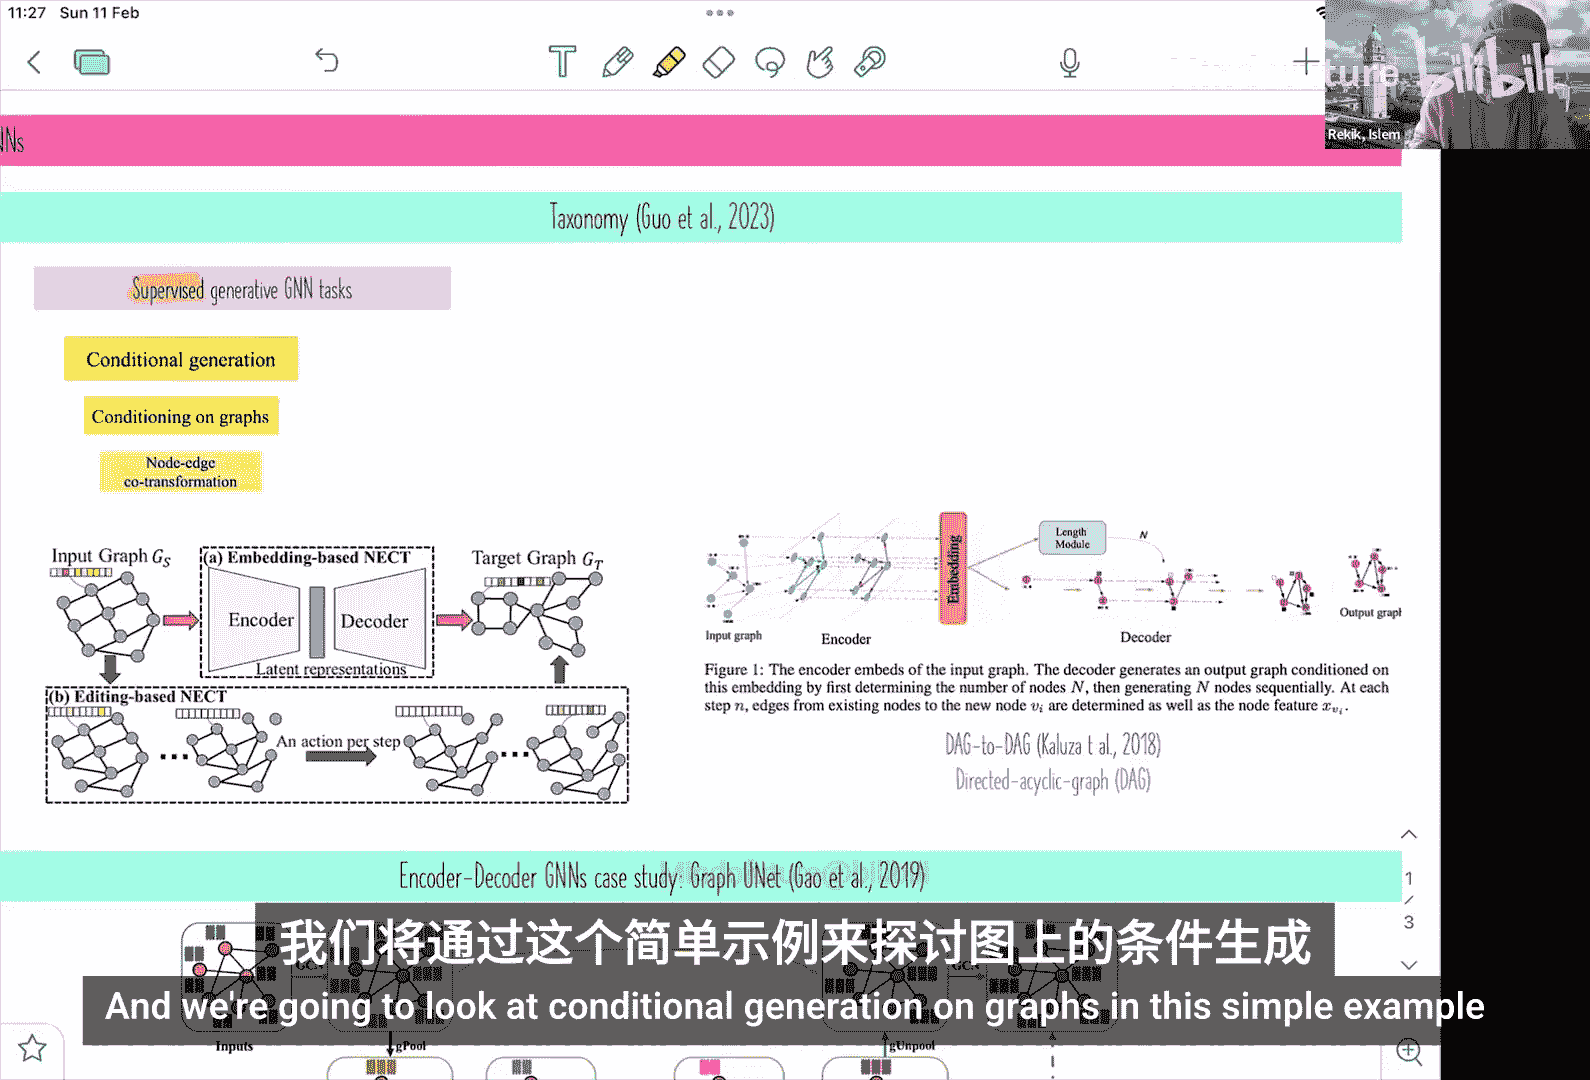 11:27 Sun 11 Feb
ture
bilibili
Rekik, Islem
NNs
Taxonomy (Guo et al., 2023)
Supervised generative GNN tasks
Conditional generation
Conditioning on graphs
Node-edge
co-transformation
Input Graph G_S
(a) Embedding-based NECT
Target Graph G_T
Encoder
Decoder
Latent representations
(b) Editing-based NECT
An action per step
Embedding
Length
Module
N
Input graph
Encoder
Decoder
Output graph
Figure 1: The encoder embeds of the input graph. The decoder generates an output graph conditioned on
this embedding by first determining the number of nodes N, then generating N nodes sequentially. At each
step n, edges from existing nodes to the new node v_i are determined as well as the node feature x_{v_i}.
DAG-to-DAG (Kaluza t al., 2018)
Directed-acyclic-graph (DAG)
Encoder-Decoder GNNs case study: Graph UNet (Gao et al., 2019)
1
3
我们将通过这个简单示例来探讨图上的条件生成
And we're going to look at conditional generation on graphs in this simple example
Inputs
gPool
gUnpool